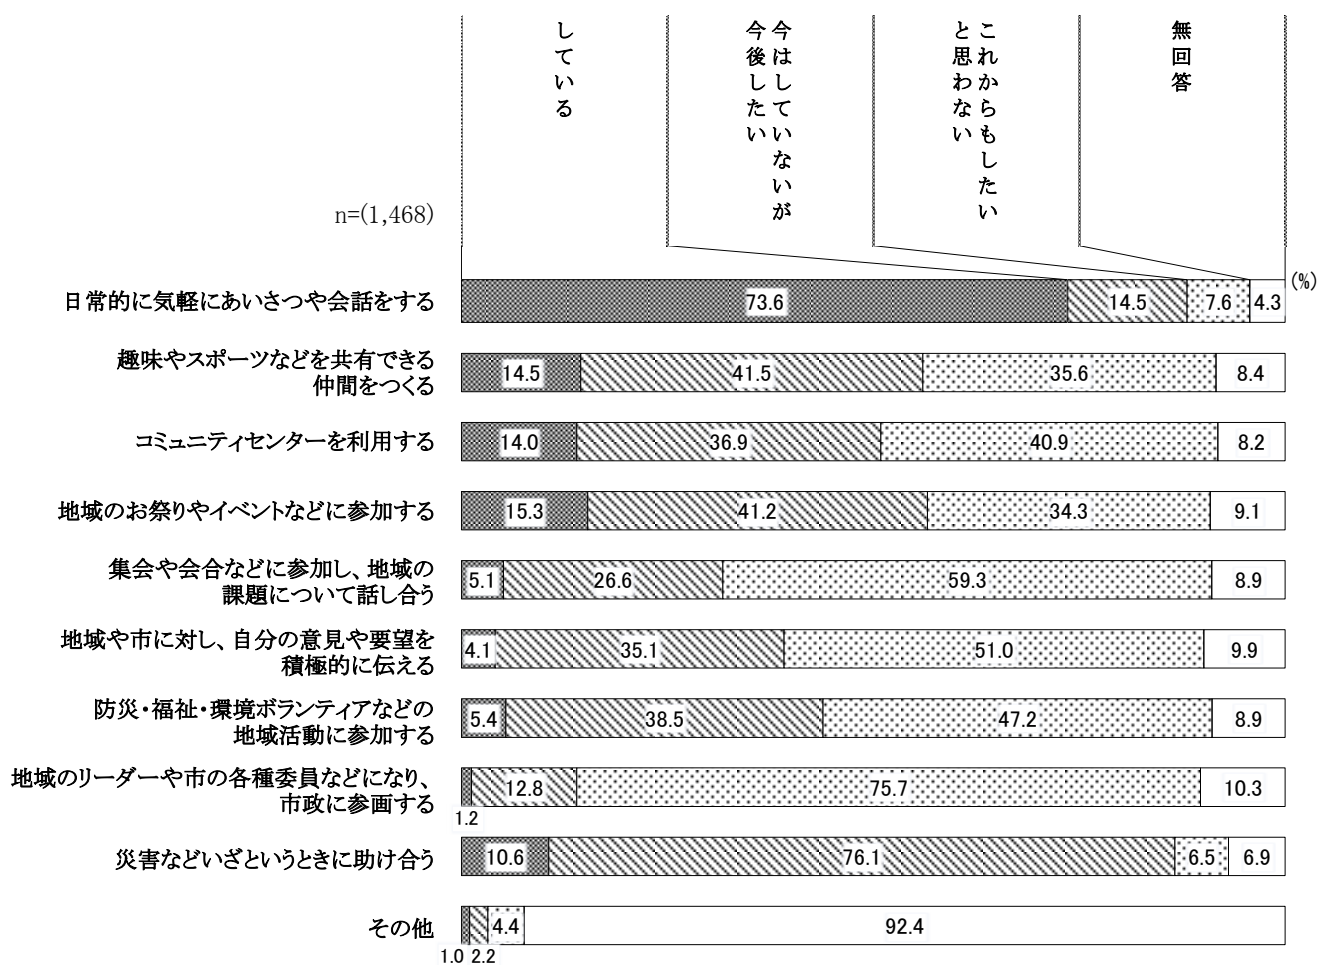 している
今はしていないが
今後したい
これからもしたい
と思わない
無回答
n=(1,468)
(%)
日常的に気軽にあいさつや会話をする
73.6
14.5
7.6
4.3
趣味やスポーツなどを共有できる
仲間をつくる
14.5
41.5
35.6
8.4
コミュニティセンターを利用する
14.0
36.9
40.9
8.2
地域のお祭りやイベントなどに参加する
15.3
41.2
34.3
9.1
集会や会合などに参加し、地域の
課題について話し合う
5.1
26.6
59.3
8.9
地域や市に対し、自分の意見や要望を
積極的に伝える
4.1
35.1
51.0
9.9
防災・福祉・環境ボランティアなどの
地域活動に参加する
5.4
38.5
47.2
8.9
地域のリーダーや市の各種委員などになり、
市政に参画する
1.2
12.8
75.7
10.3
災害などいざというときに助け合う
10.6
76.1
6.5
6.9
その他
1.0
2.2
4.4
92.4